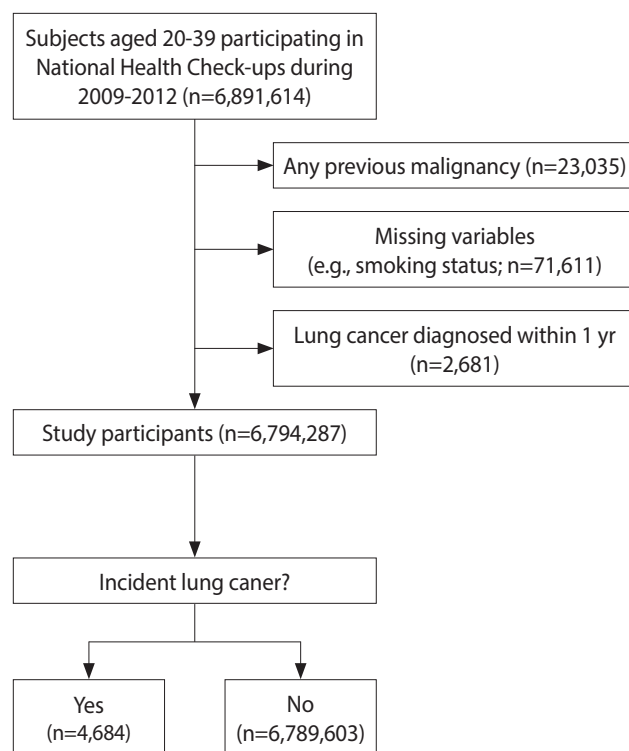 Subjects aged 20-39 participating in
National Health Check-ups during
2009-2012 (n=6,891,614)
Any previous malignancy (n=23,035)
Missing variables
(e.g., smoking status; n=71,611)
Lung cancer diagnosed within 1 yr
(n=2,681)
Study participants (n=6,794,287)
Incident lung caner?
Yes
(n=4,684)
No
(n=6,789,603)